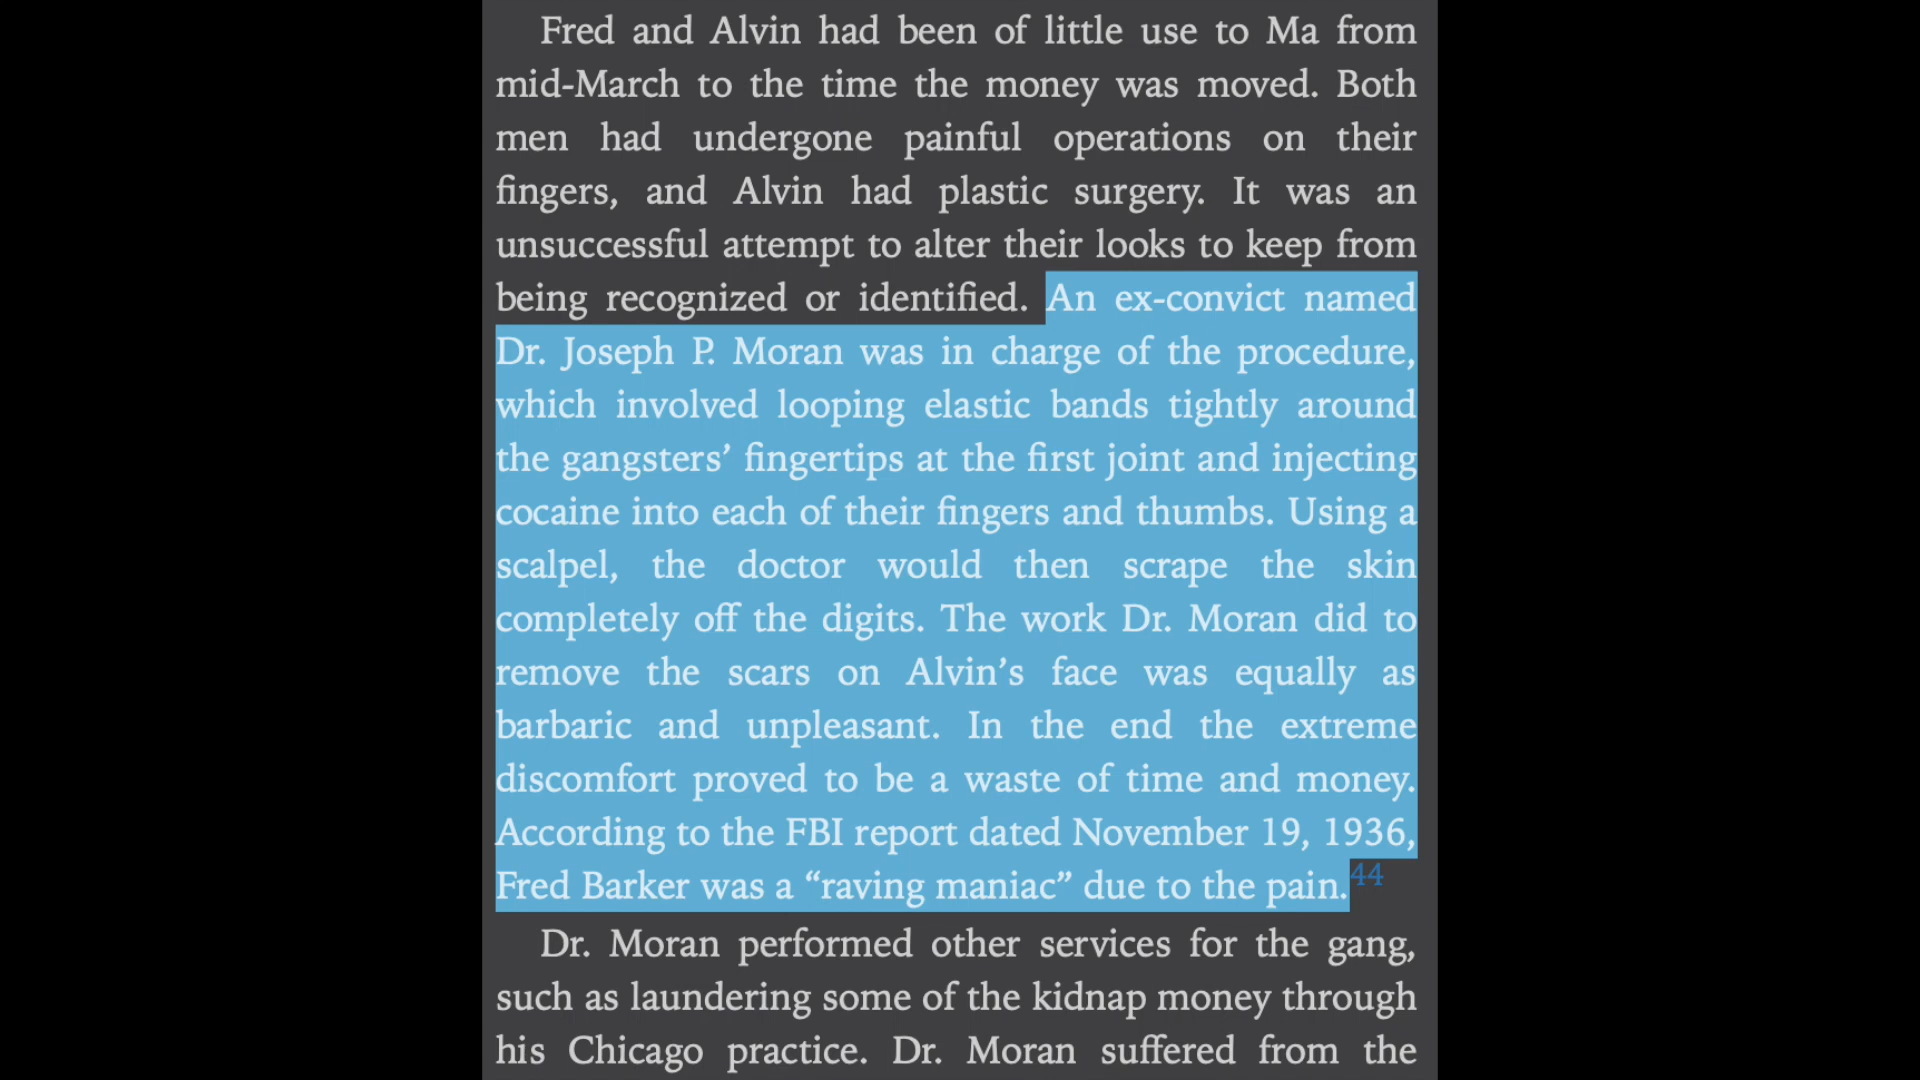 Fred and Alvin had been of little use to Ma from
mid-March to the time the money was moved. Both
men had undergone painful operations on their
fingers, and Alvin had plastic surgery. It was an
unsuccessful attempt to alter their looks to keep from
being recognized or identified. An ex-convict named
Dr. Joseph P. Moran was in charge of the procedure,
which involved looping elastic bands tightly around
the gangsters’ fingertips at the first joint and injecting
cocaine into each of their fingers and thumbs. Using a
scalpel, the doctor would then scrape the skin
completely off the digits. The work Dr. Moran did to
remove the scars on Alvin’s face was equally as
barbaric and unpleasant. In the end the extreme
discomfort proved to be a waste of time and money.
According to the FBI report dated November 19, 1936,
Fred Barker was a “raving maniac” due to the pain.44
Dr. Moran performed other services for the gang,
such as laundering some of the kidnap money through
his Chicago practice. Dr. Moran suffered from the